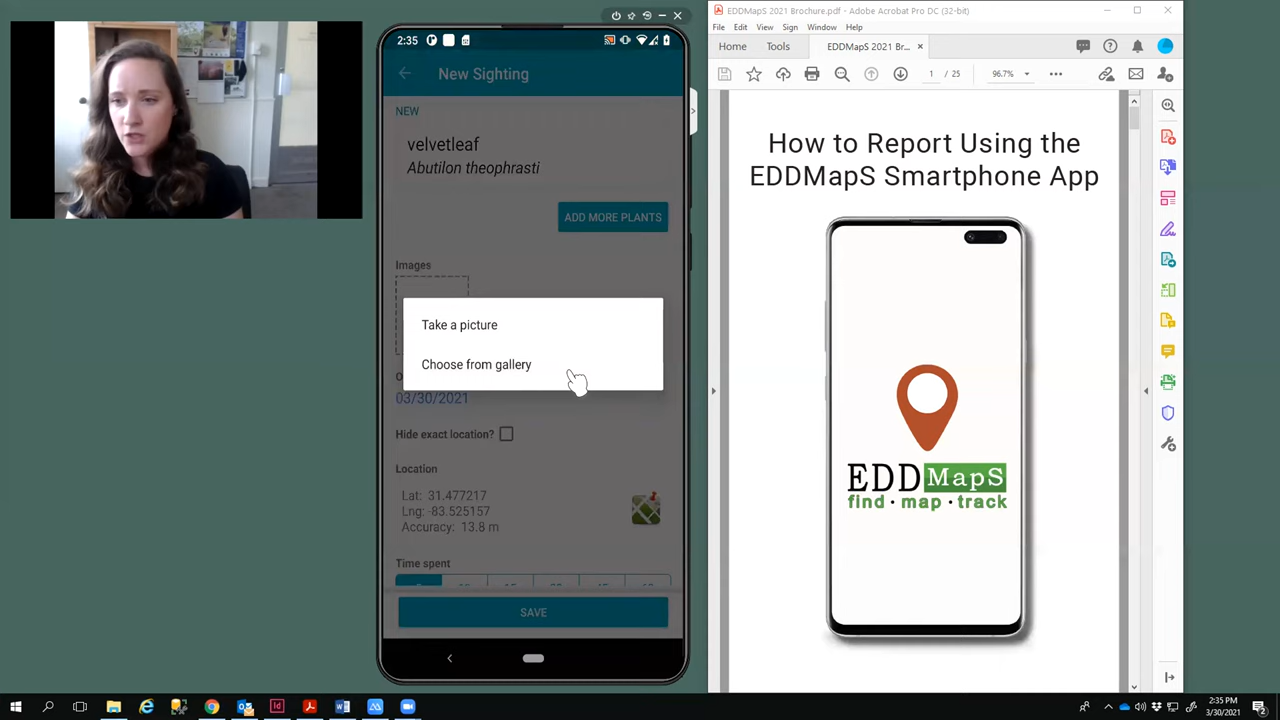 2:35
New Sighting
NEW
velvetleaf
Abutilon theophrasti
ADD MORE PLANTS
Images
Take a picture
Choose from gallery
03/30/2021
Hide exact location?
Location
Lat: 31.477217
Lng: -83.525157
Accuracy: 13.8 m
Time spent
SAVE
EDDMapS 2021 Brochure.pdf - Adobe Acrobat Pro DC (32-bit)
File Edit View Sign Window Help
Home Tools EDDMapS 2021 Br... ×
1 / 25 96.7%
How to Report Using the
EDDMapS Smartphone App
EDDMapS
find · map · track
2:35 PM
3/30/2021
2